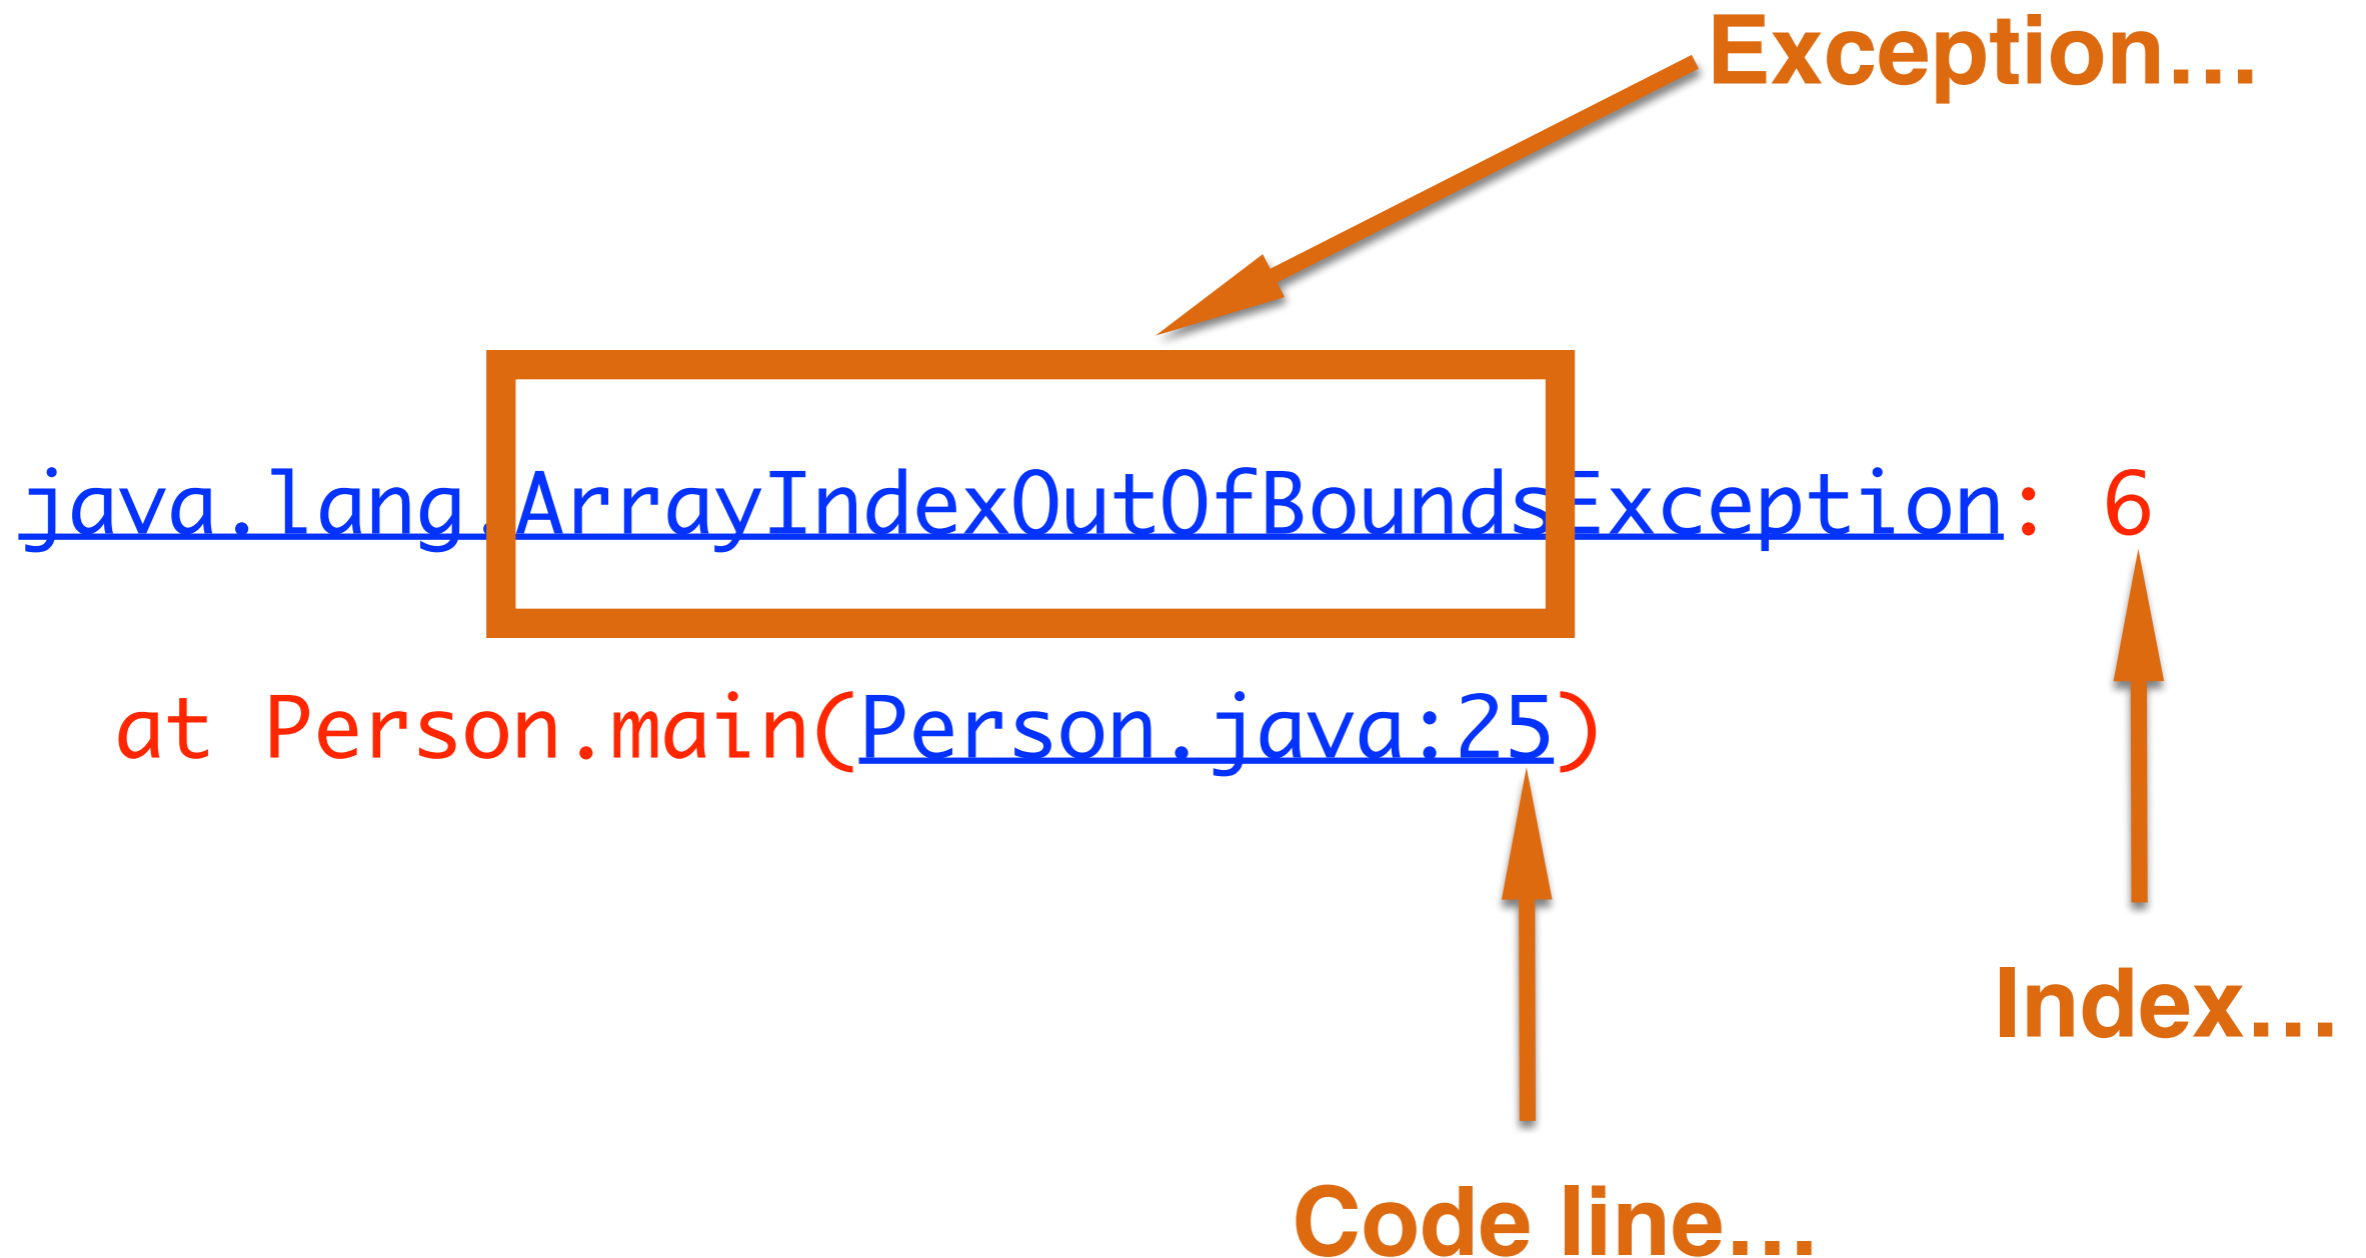 Exception...
java.lang.ArrayIndexOutOfBoundsException: 6
at Person.main(Person.java:25)
Index...
Code line...